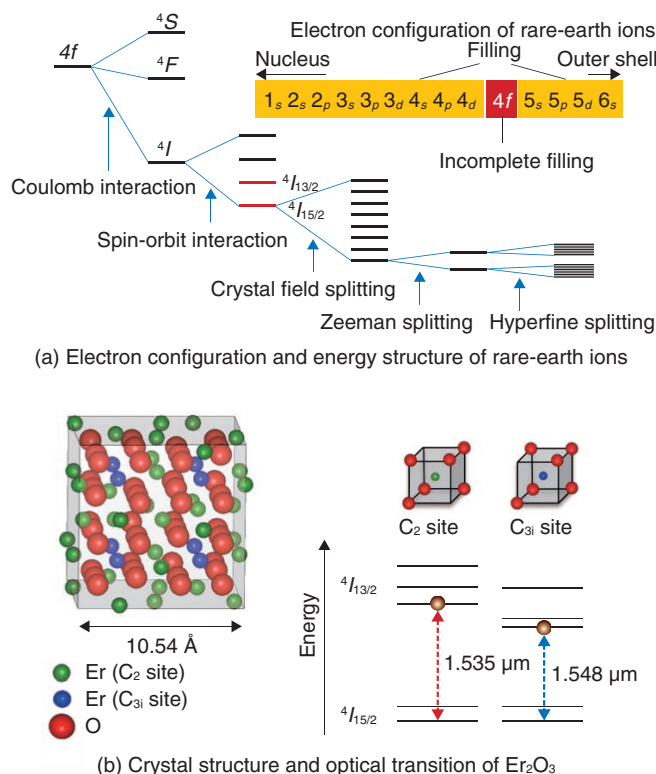 Electron configuration of rare-earth ions
Nucleus Filling Outer shell
1s 2s 2p 3s 3p 3d 4s 4p 4d 4f 5s 5p 5d 6s
Incomplete filling
4f
⁴S
⁴F
⁴I
Coulomb interaction
⁴I13/2
⁴I15/2
Spin-orbit interaction
Crystal field splitting
Zeeman splitting
Hyperfine splitting
(a) Electron configuration and energy structure of rare-earth ions
10.54 Å
Er (C2 site)
Er (C3i site)
O
C2 site
C3i site
Energy
⁴I13/2
1.535 µm
1.548 µm
⁴I15/2
(b) Crystal structure and optical transition of Er2O3